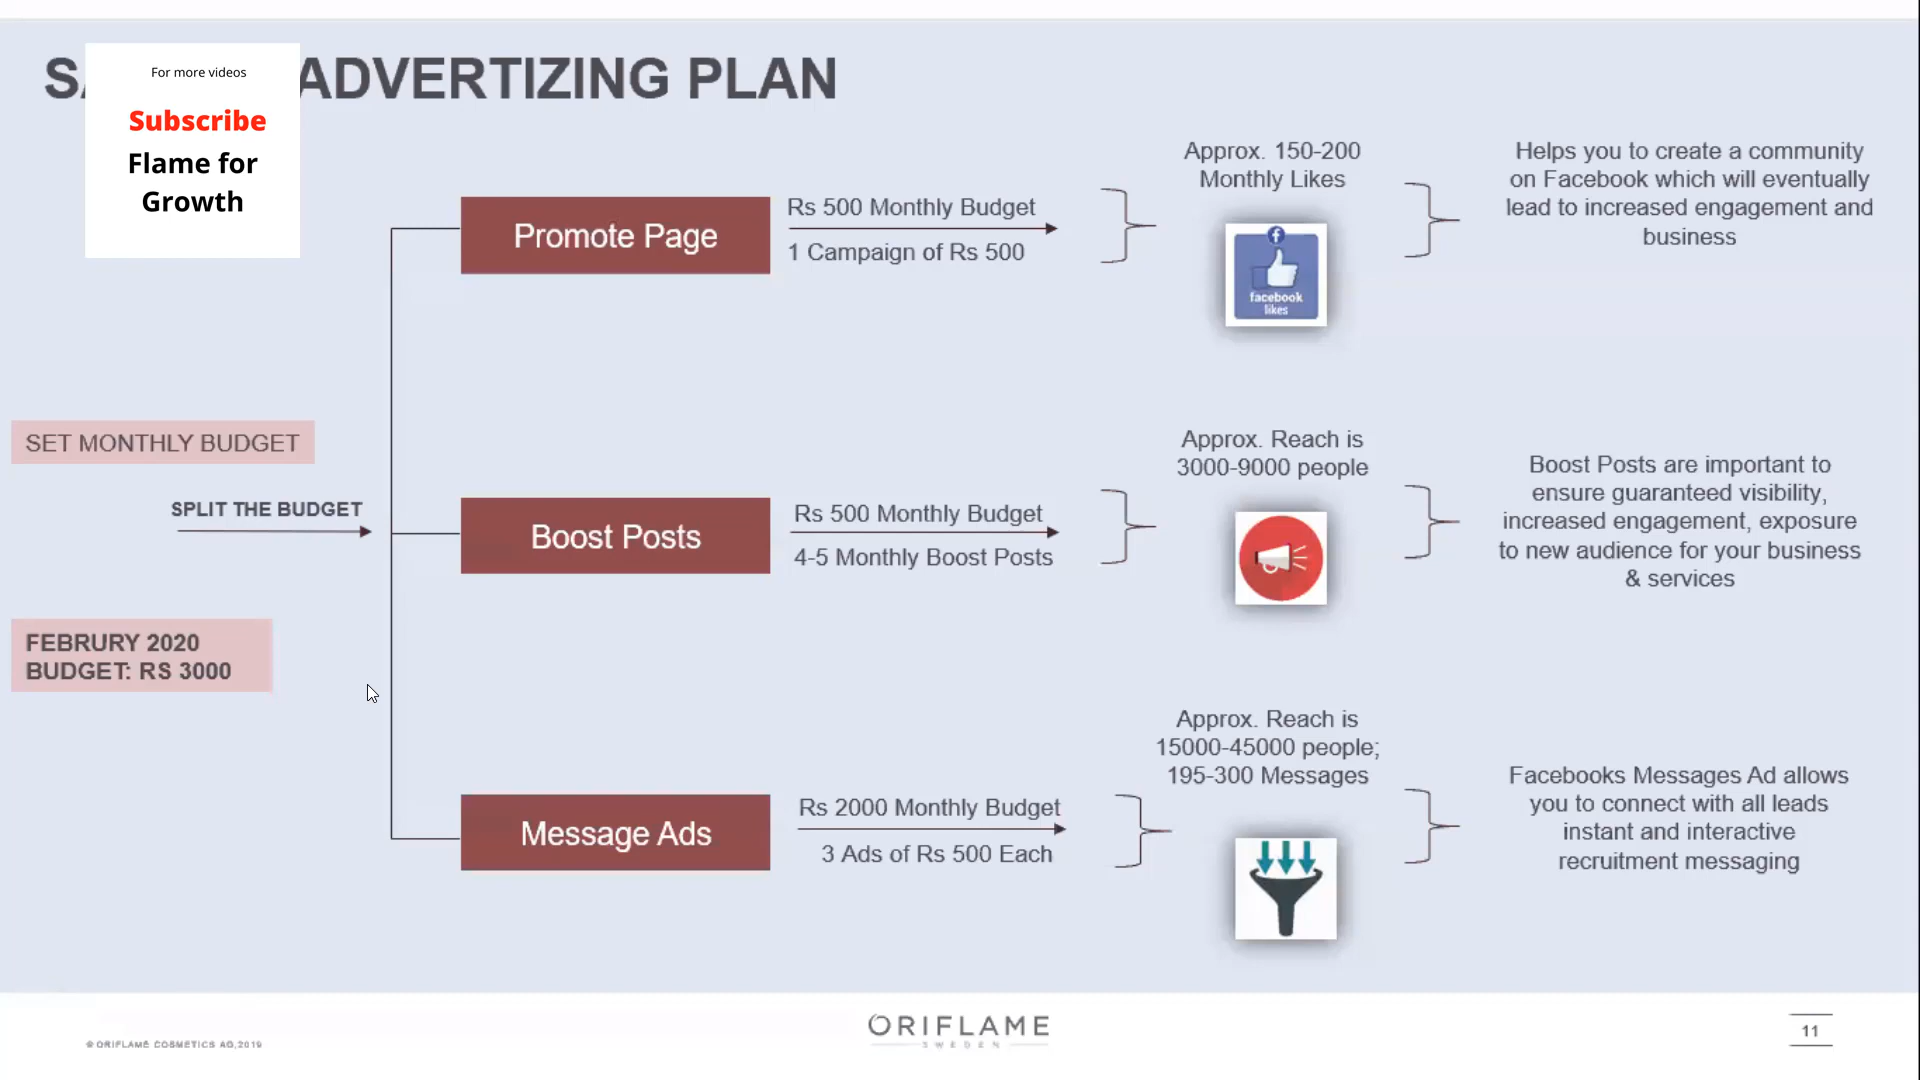 ADVERTIZING PLAN
For more videos
Subscribe
Flame for
Growth
SET MONTHLY BUDGET
SPLIT THE BUDGET
FEBRURY 2020
BUDGET: RS 3000
Promote Page
Rs 500 Monthly Budget
1 Campaign of Rs 500
Approx. 150-200
Monthly Likes
facebook
likes
Helps you to create a community
on Facebook which will eventually
lead to increased engagement and
business
Boost Posts
Rs 500 Monthly Budget
4-5 Monthly Boost Posts
Approx. Reach is
3000-9000 people
Boost Posts are important to
ensure guaranteed visibility,
increased engagement, exposure
to new audience for your business
& services
Message Ads
Rs 2000 Monthly Budget
3 Ads of Rs 500 Each
Approx. Reach is
15000-45000 people;
195-300 Messages
Facebooks Messages Ad allows
you to connect with all leads
instant and interactive
recruitment messaging
© ORIFLAME COSMETICS AG, 2019
ORIFLAME
SWEDEN
11